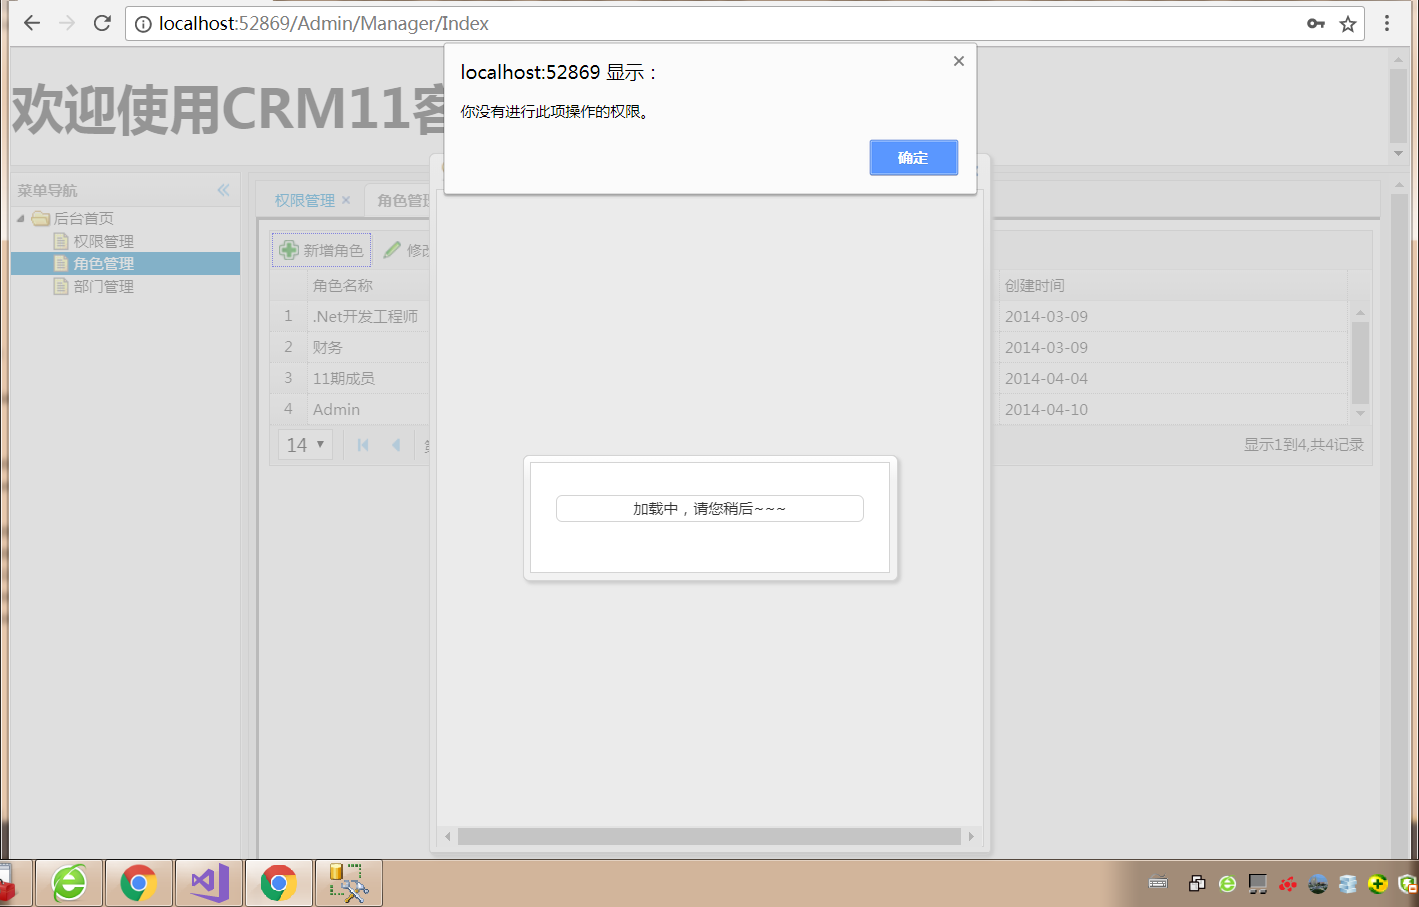 localhost:52869/Admin/Manager/Index
localhost:52869 显示：
你没有进行此项操作的权限。
确定
欢迎使用CRM11客
菜单导航
后台首页
权限管理
角色管理
部门管理
权限管理
角色管理
新增角色
修改
角色名称
创建时间
1 .Net开发工程师 2014-03-09
2 财务 2014-03-09
3 11期成员 2014-04-04
4 Admin 2014-04-10
14
显示1到4,共4记录
加载中，请您稍后~~~